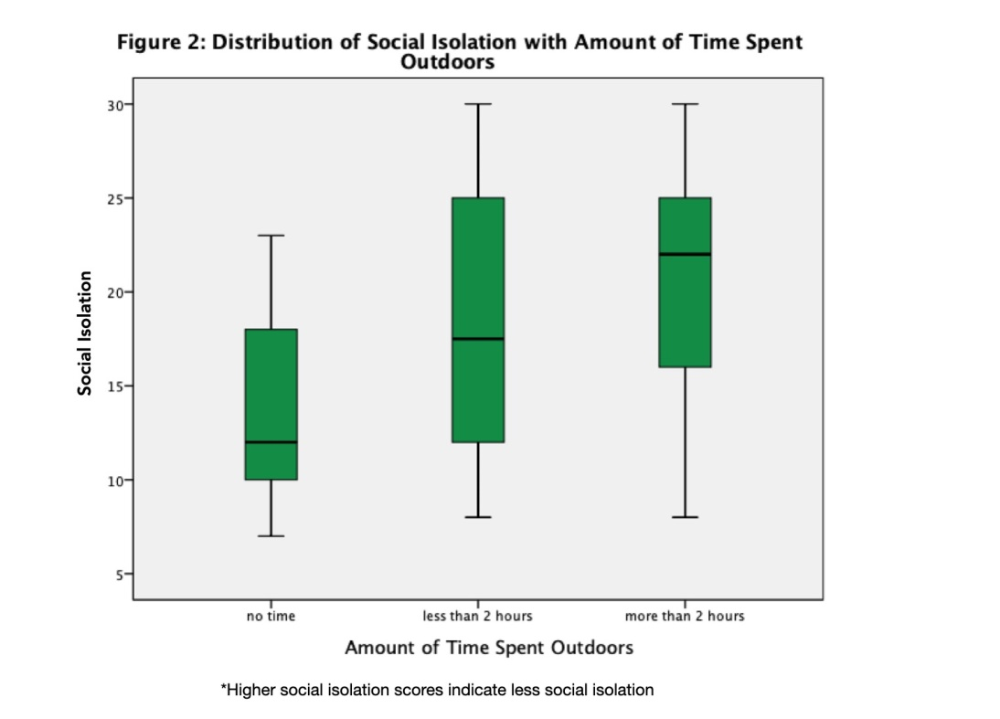 Figure 2: Distribution of Social Isolation with Amount of Time Spent
Outdoors
30
25
20
15
10
5
Social Isolation
no time
less than 2 hours
more than 2 hours
Amount of Time Spent Outdoors
*Higher social isolation scores indicate less social isolation